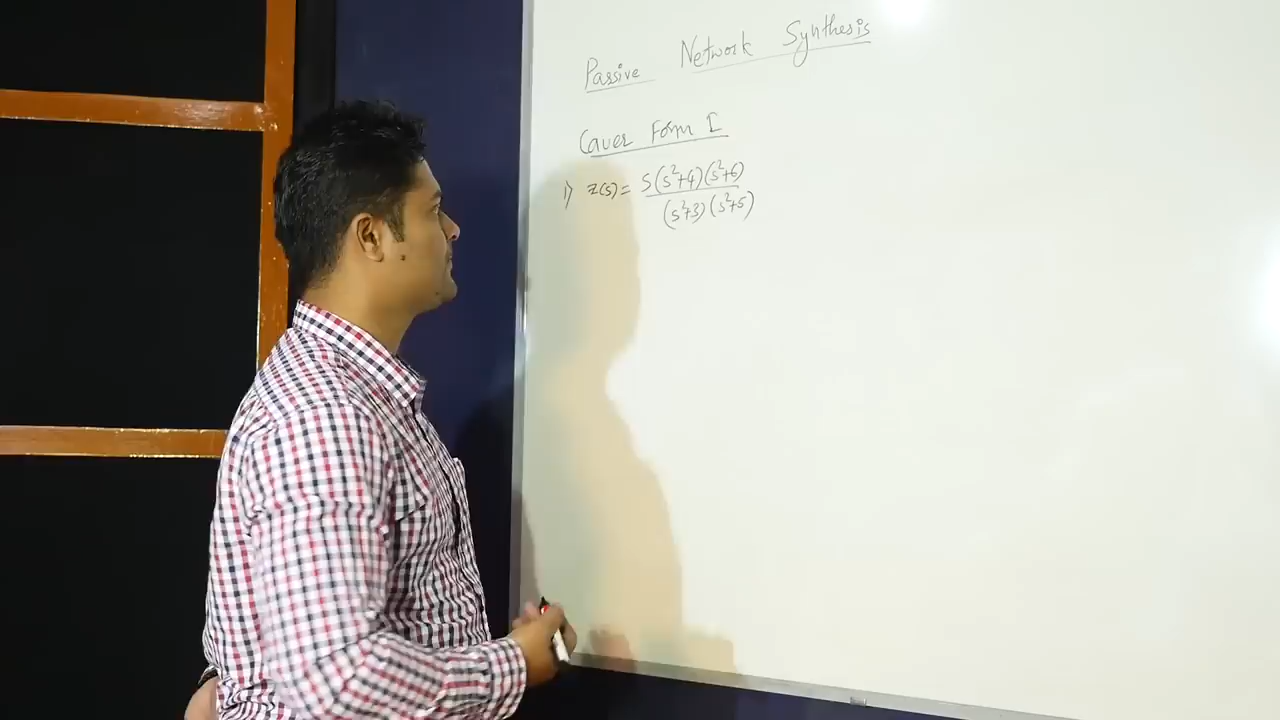 Passive Network Synthesis
Cauer Form I
1) Z(s) = S(s²+4)(s²+6)
(s²+3)(s²+5)